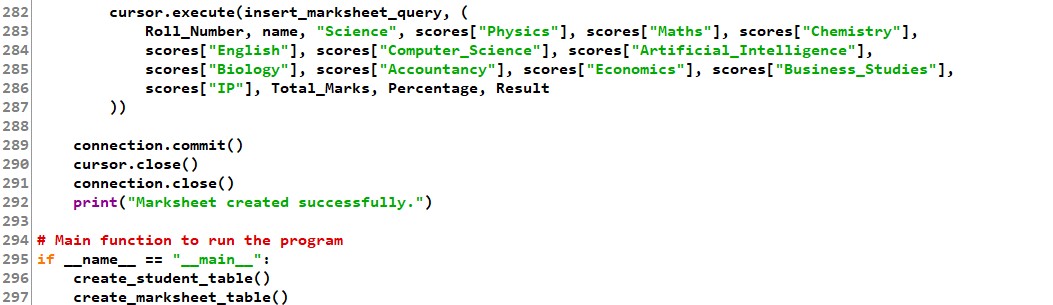 282         cursor.execute(insert_marksheet_query, (
283             Roll_Number, name, "Science", scores["Physics"], scores["Maths"], scores["Chemistry"],
284             scores["English"], scores["Computer_Science"], scores["Artificial_Intelligence"],
285             scores["Biology"], scores["Accountancy"], scores["Economics"], scores["Business_Studies"],
286             scores["IP"], Total_Marks, Percentage, Result
287         ))
288
289     connection.commit()
290     cursor.close()
291     connection.close()
292     print("Marksheet created successfully.")
293
294 # Main function to run the program
295 if __name__ == "__main__":
296     create_student_table()
297     create_marksheet_table()